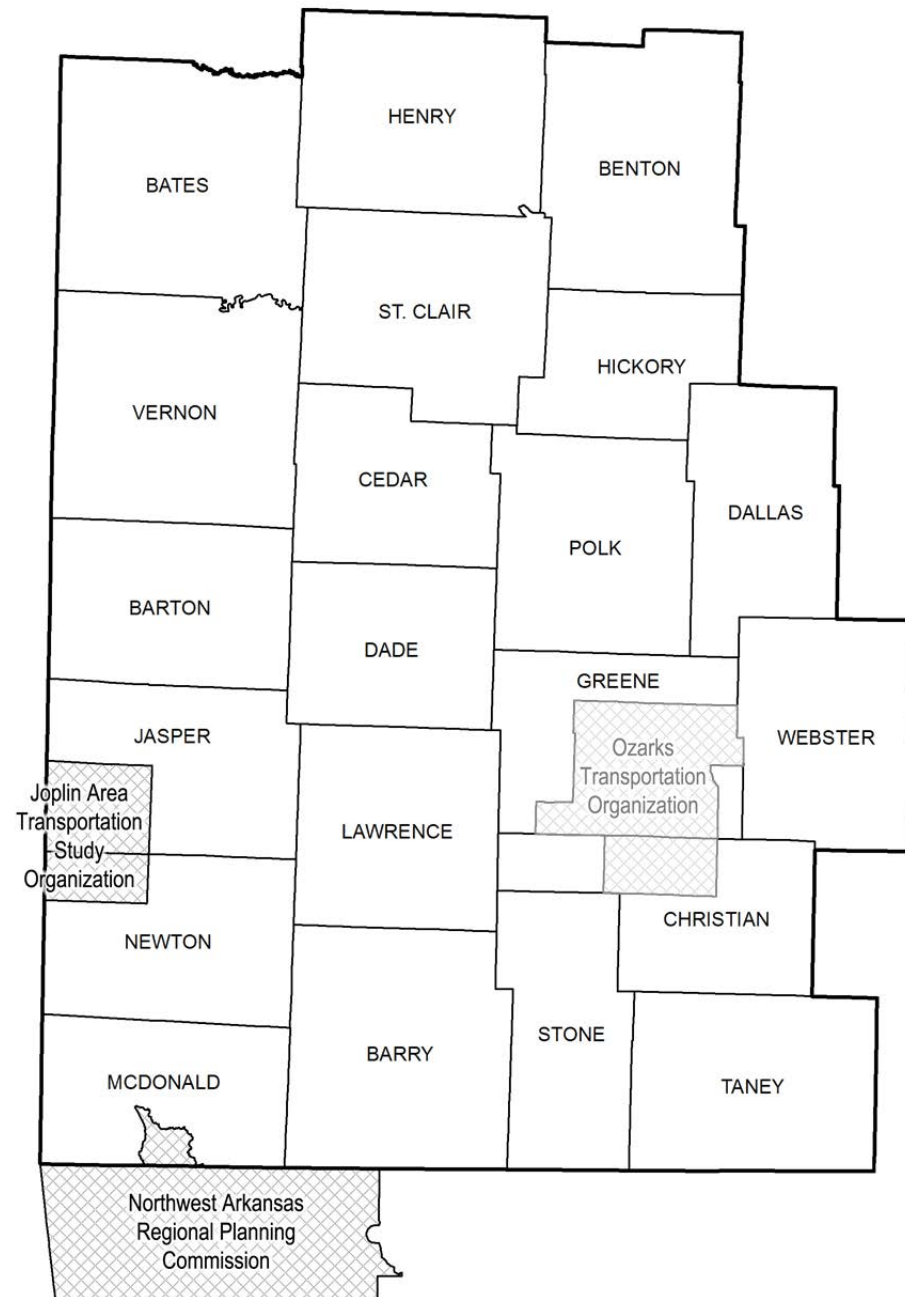 HENRY
BENTON
BATES
ST. CLAIR
HICKORY
VERNON
CEDAR
DALLAS
POLK
BARTON
DADE
GREENE
JASPER
WEBSTER
Ozarks
Transportation
Organization
Joplin Area
Transportation
Study
Organization
LAWRENCE
CHRISTIAN
NEWTON
STONE
BARRY
MCDONALD
TANEY
Northwest Arkansas
Regional Planning
Commission